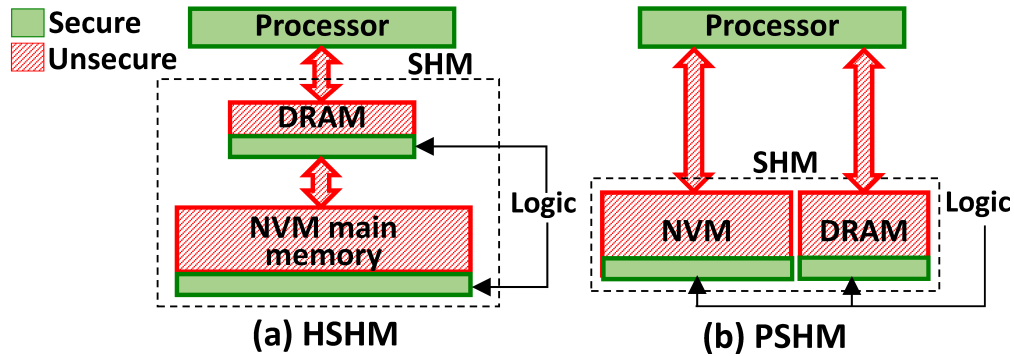 Secure
Unsecure
Processor
SHM
DRAM
Logic
NVM main
memory
(a) HSHM
Processor
SHM
Logic
NVM
DRAM
(b) PSHM